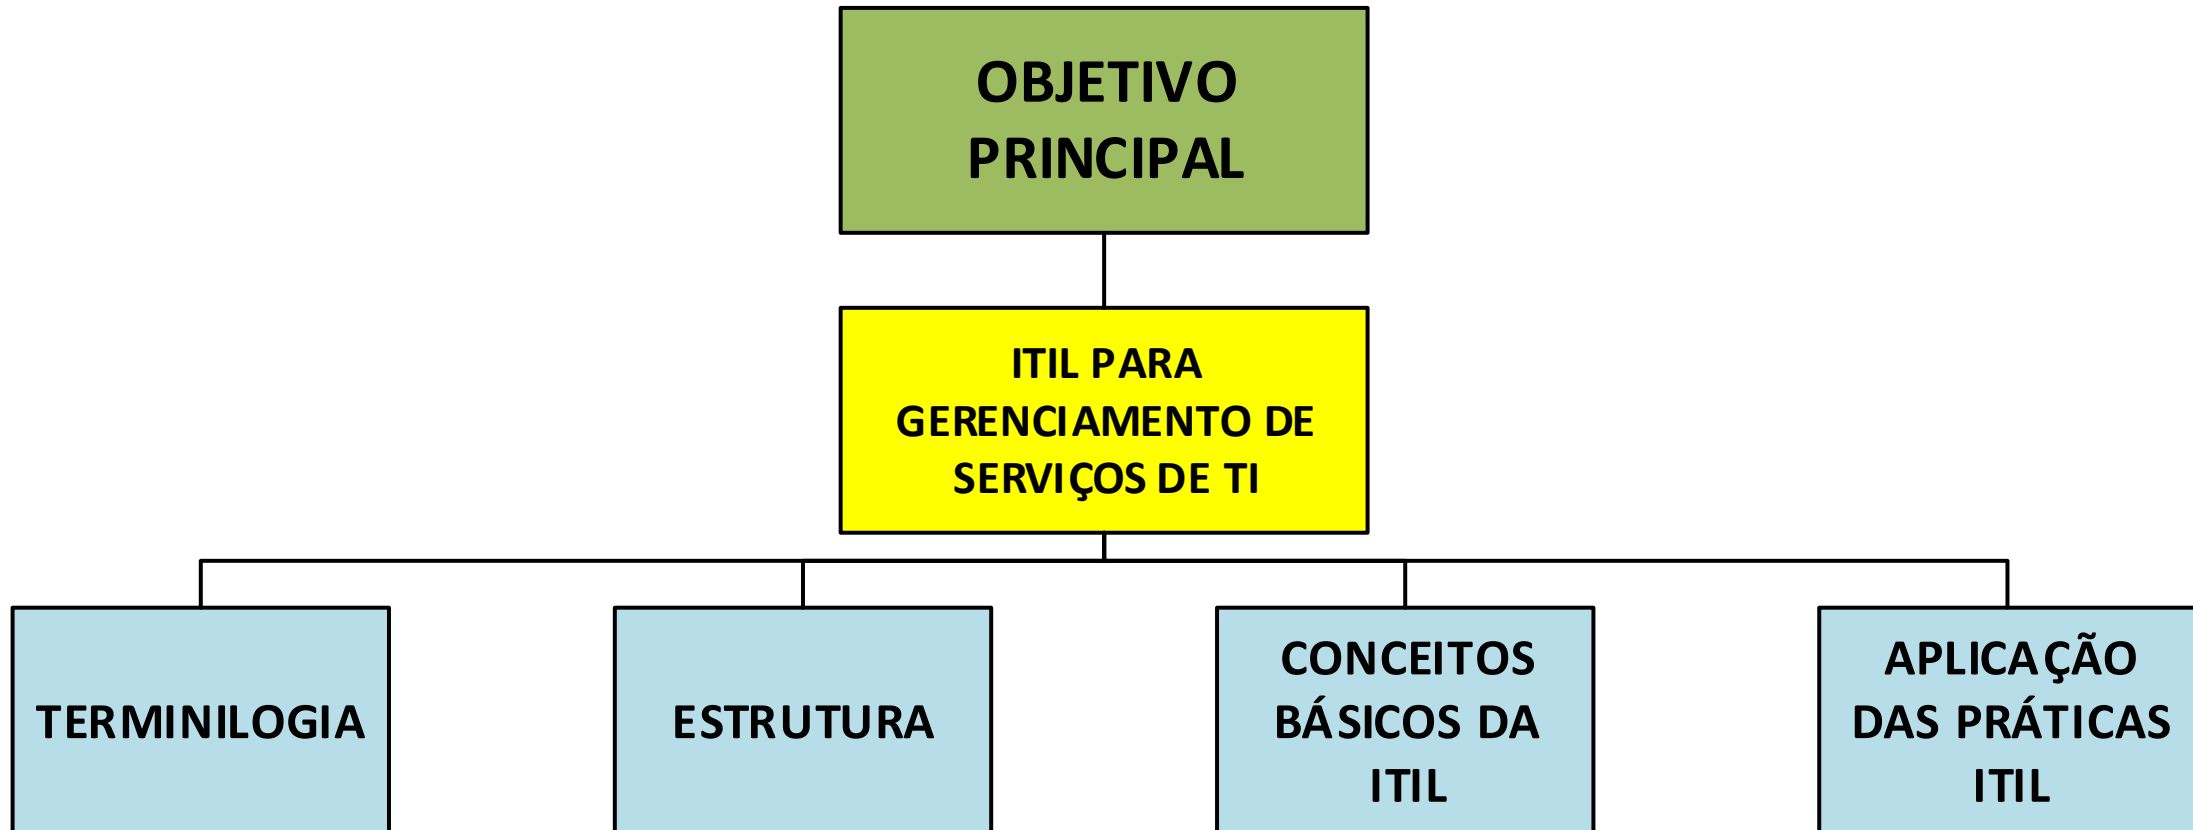 OBJETIVO
PRINCIPAL
ITIL PARA
GERENCIAMENTO DE
SERVIÇOS DE TI
TERMINILOGIA
ESTRUTURA
CONCEITOS
BÁSICOS DA
ITIL
APLICAÇÃO
DAS PRÁTICAS
ITIL